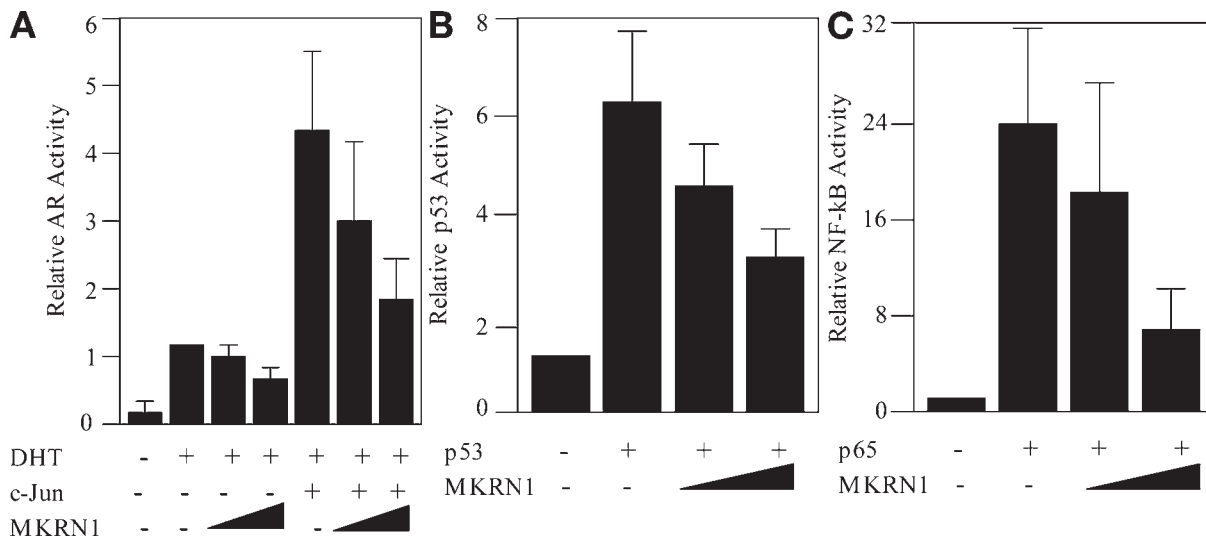 A
Relative AR Activity
6
5
4
3
2
1
0
DHT - + + + + + +
c-Jun - - - - + + +
MKRN1 - - -
B
Relative p53 Activity
8
6
4
2
0
p53 - + + +
MKRN1 - -
C
Relative NF-kB Activity
32
24
16
8
0
p65 - + + +
MKRN1 - -